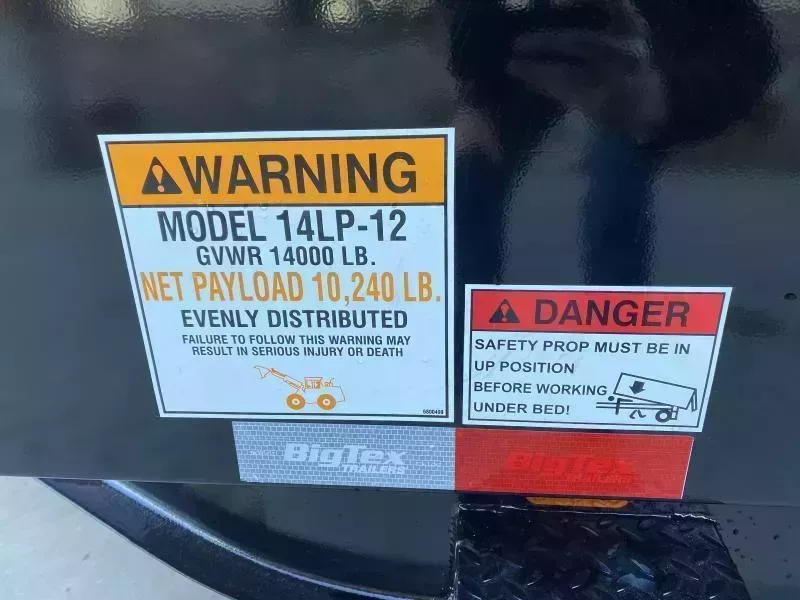 WARNING
MODEL 14LP-12
GVWR 14000 LB.
NET PAYLOAD 10,240 LB.
EVENLY DISTRIBUTED
FAILURE TO FOLLOW THIS WARNING MAY
RESULT IN SERIOUS INJURY OR DEATH
DANGER
SAFETY PROP MUST BE IN
UP POSITION
BEFORE WORKING
UNDER BED!
BigTex
TRAILERS
BigTex
TRAILERS